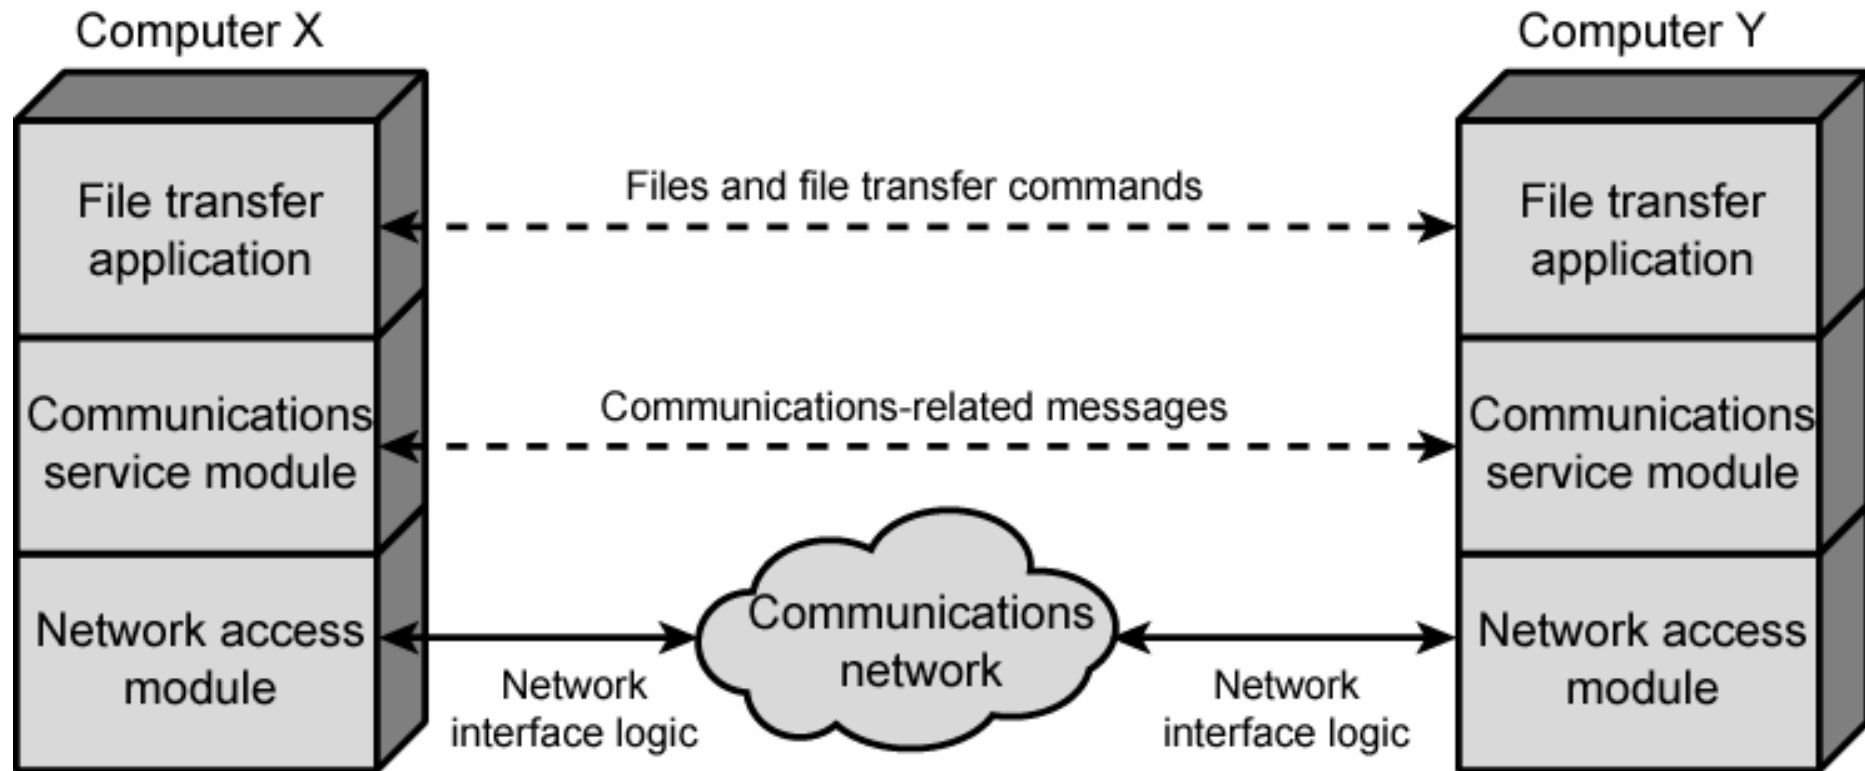 Computer X
Computer Y
File transfer
application
Files and file transfer commands
File transfer
application
Communications
service module
Communications-related messages
Communications
service module
Network access
module
Network
interface logic
Communications
network
Network
interface logic
Network access
module